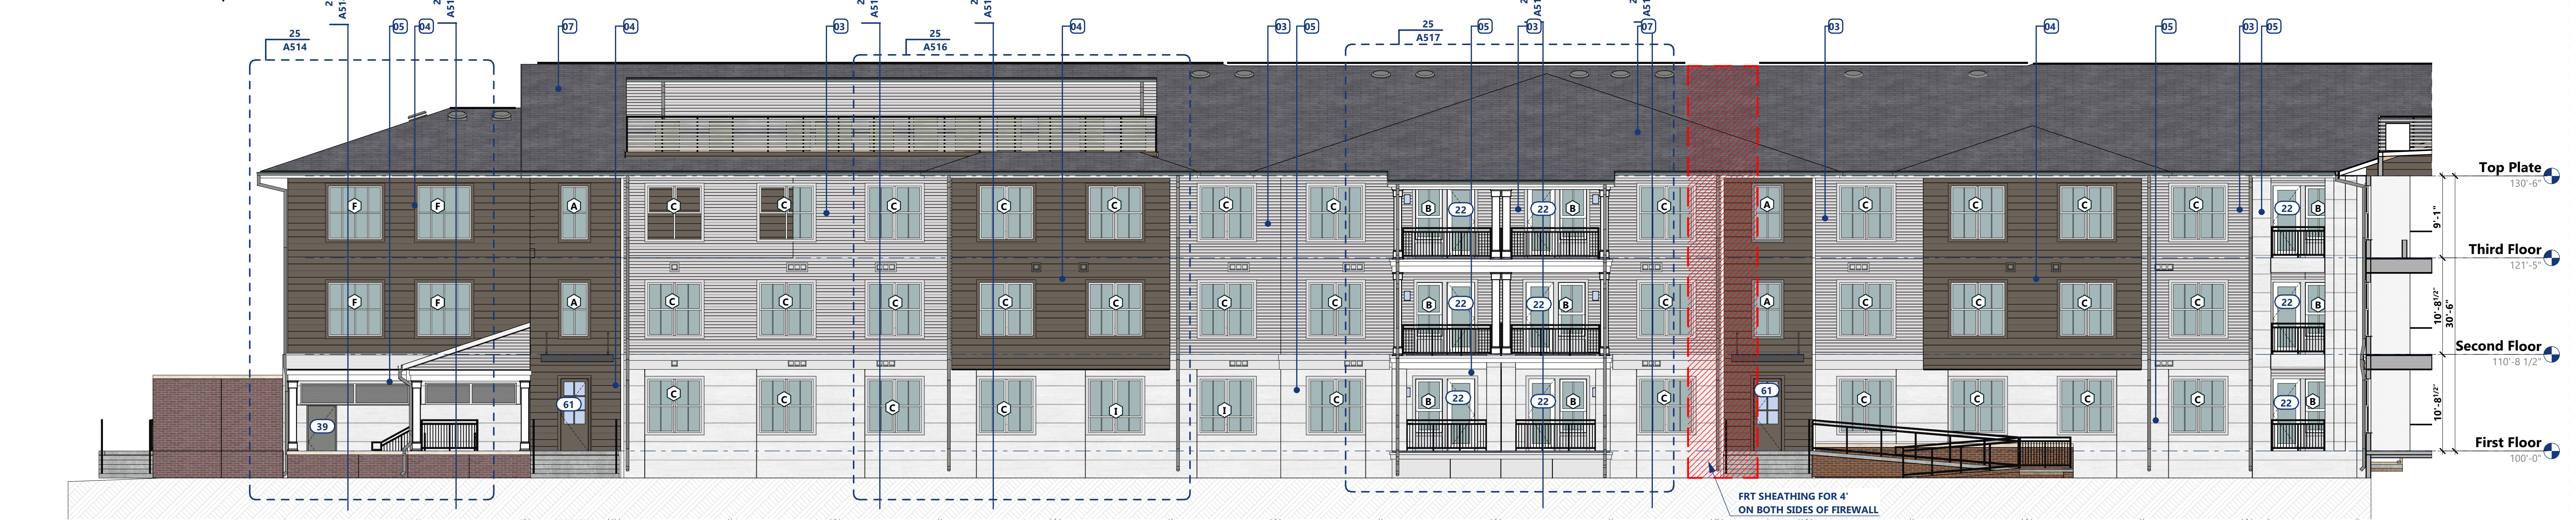 25
A514
05
04
07
04
03
25
A516
04
03
05
25
A517
05
03
07
03
04
05
03
05
F
F
A
C
C
C
C
C
C
C
B
22
22
B
C
A
C
C
C
C
22
B
Top Plate
130'-6"
9'-1"
Third Floor
121'-5"
F
F
A
C
C
C
C
C
C
C
B
22
22
B
C
A
C
C
C
C
22
B
10'-8 1/2"
30'-6"
Second Floor
110'-8 1/2"
39
61
C
C
C
C
I
I
C
B
22
22
B
C
61
C
C
C
C
22
B
10'-8 1/2"
First Floor
100'-0"
FRT SHEATHING FOR 4'
ON BOTH SIDES OF FIREWALL